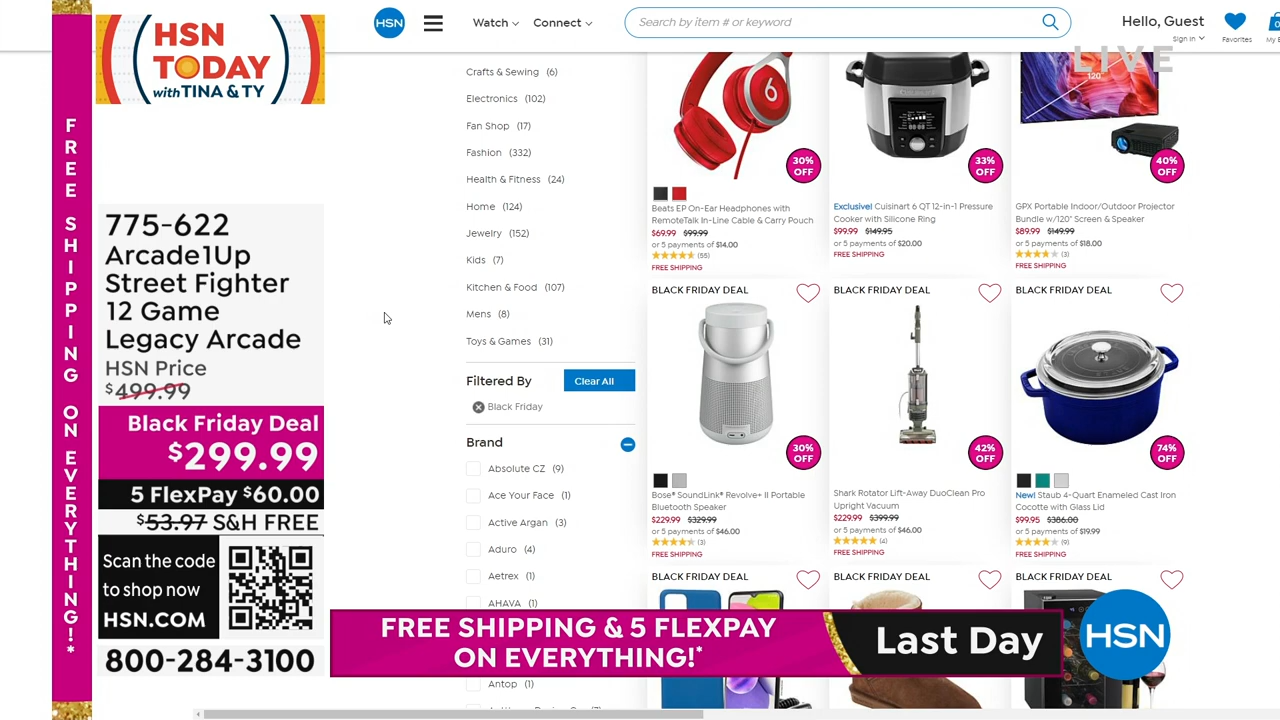 HSN
TODAY
with TINA & TY
FREE SHIPPING ON EVERYTHING!*
775-622
Arcade1Up
Street Fighter
12 Game
Legacy Arcade
HSN Price
$499.99
Black Friday Deal
$299.99
5 FlexPay $60.00
$53.97 S&H FREE
Scan the code
to shop now
HSN.COM
800-284-3100
HSN
Watch
Connect
Search by item # or keyword
Hello, Guest
Sign In
Favorites
LIVE
Crafts & Sewing (6)
Electronics (102)
Fan Shop (17)
Fashion (332)
Health & Fitness (24)
Home (124)
Jewelry (152)
Kids (7)
Kitchen & Food (107)
Mens (8)
Toys & Games (31)
Filtered By
Clear All
Black Friday
Brand
Absolute CZ (9)
Ace Your Face (1)
Active Argan (3)
Aduro (4)
Aetrex (1)
AHAVA (1)
Antop (1)
30%
OFF
Beats EP On-Ear Headphones with
RemoteTalk In-Line Cable & Carry Pouch
$69.99 $99.99
or 5 payments of $14.00
(55)
FREE SHIPPING
Cuisinart
33%
OFF
Exclusive! Cuisinart 6 QT 12-in-1 Pressure
Cooker with Silicone Ring
$99.99 $149.95
or 5 payments of $20.00
FREE SHIPPING
120"
40%
OFF
GPX Portable Indoor/Outdoor Projector
Bundle w/120" Screen & Speaker
$89.99 $149.99
or 5 payments of $18.00
(3)
FREE SHIPPING
BLACK FRIDAY DEAL
30%
OFF
Bose® SoundLink® Revolve+ II Portable
Bluetooth Speaker
$229.99 $329.99
or 5 payments of $46.00
(3)
FREE SHIPPING
BLACK FRIDAY DEAL
42%
OFF
Shark Rotator Lift-Away DuoClean Pro
Upright Vacuum
$229.99 $399.99
or 5 payments of $46.00
(4)
FREE SHIPPING
BLACK FRIDAY DEAL
74%
OFF
New! Staub 4-Quart Enameled Cast Iron
Cocotte with Glass Lid
$99.95 $386.00
or 5 payments of $19.99
(9)
FREE SHIPPING
BLACK FRIDAY DEAL
BLACK FRIDAY DEAL
BLACK FRIDAY DEAL
FREE SHIPPING & 5 FLEXPAY
ON EVERYTHING!*
Last Day
HSN